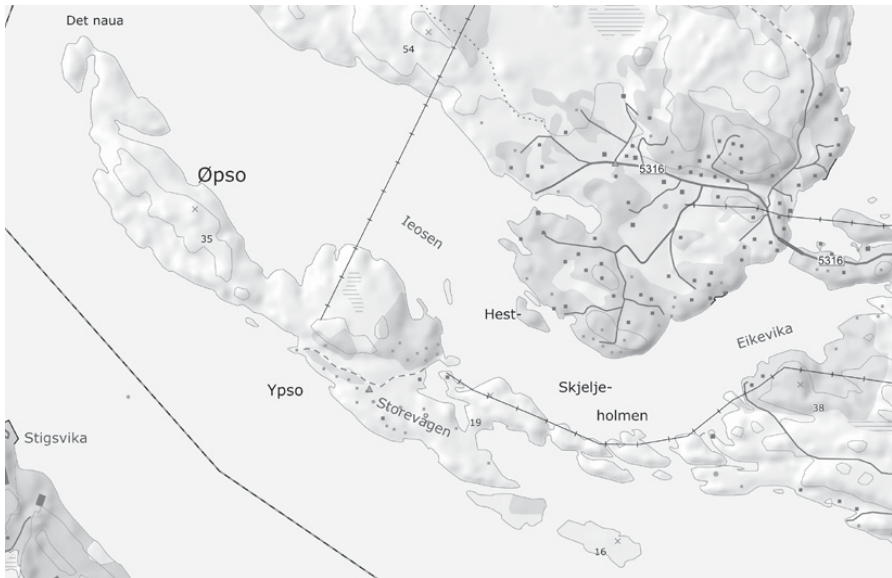 Det naua
54
Øpso
5316
35
Ieosen
5316
Hest-
Eikevika
Ypso
Skjelje-
holmen
Storevågen
19
38
Stigsvika
16